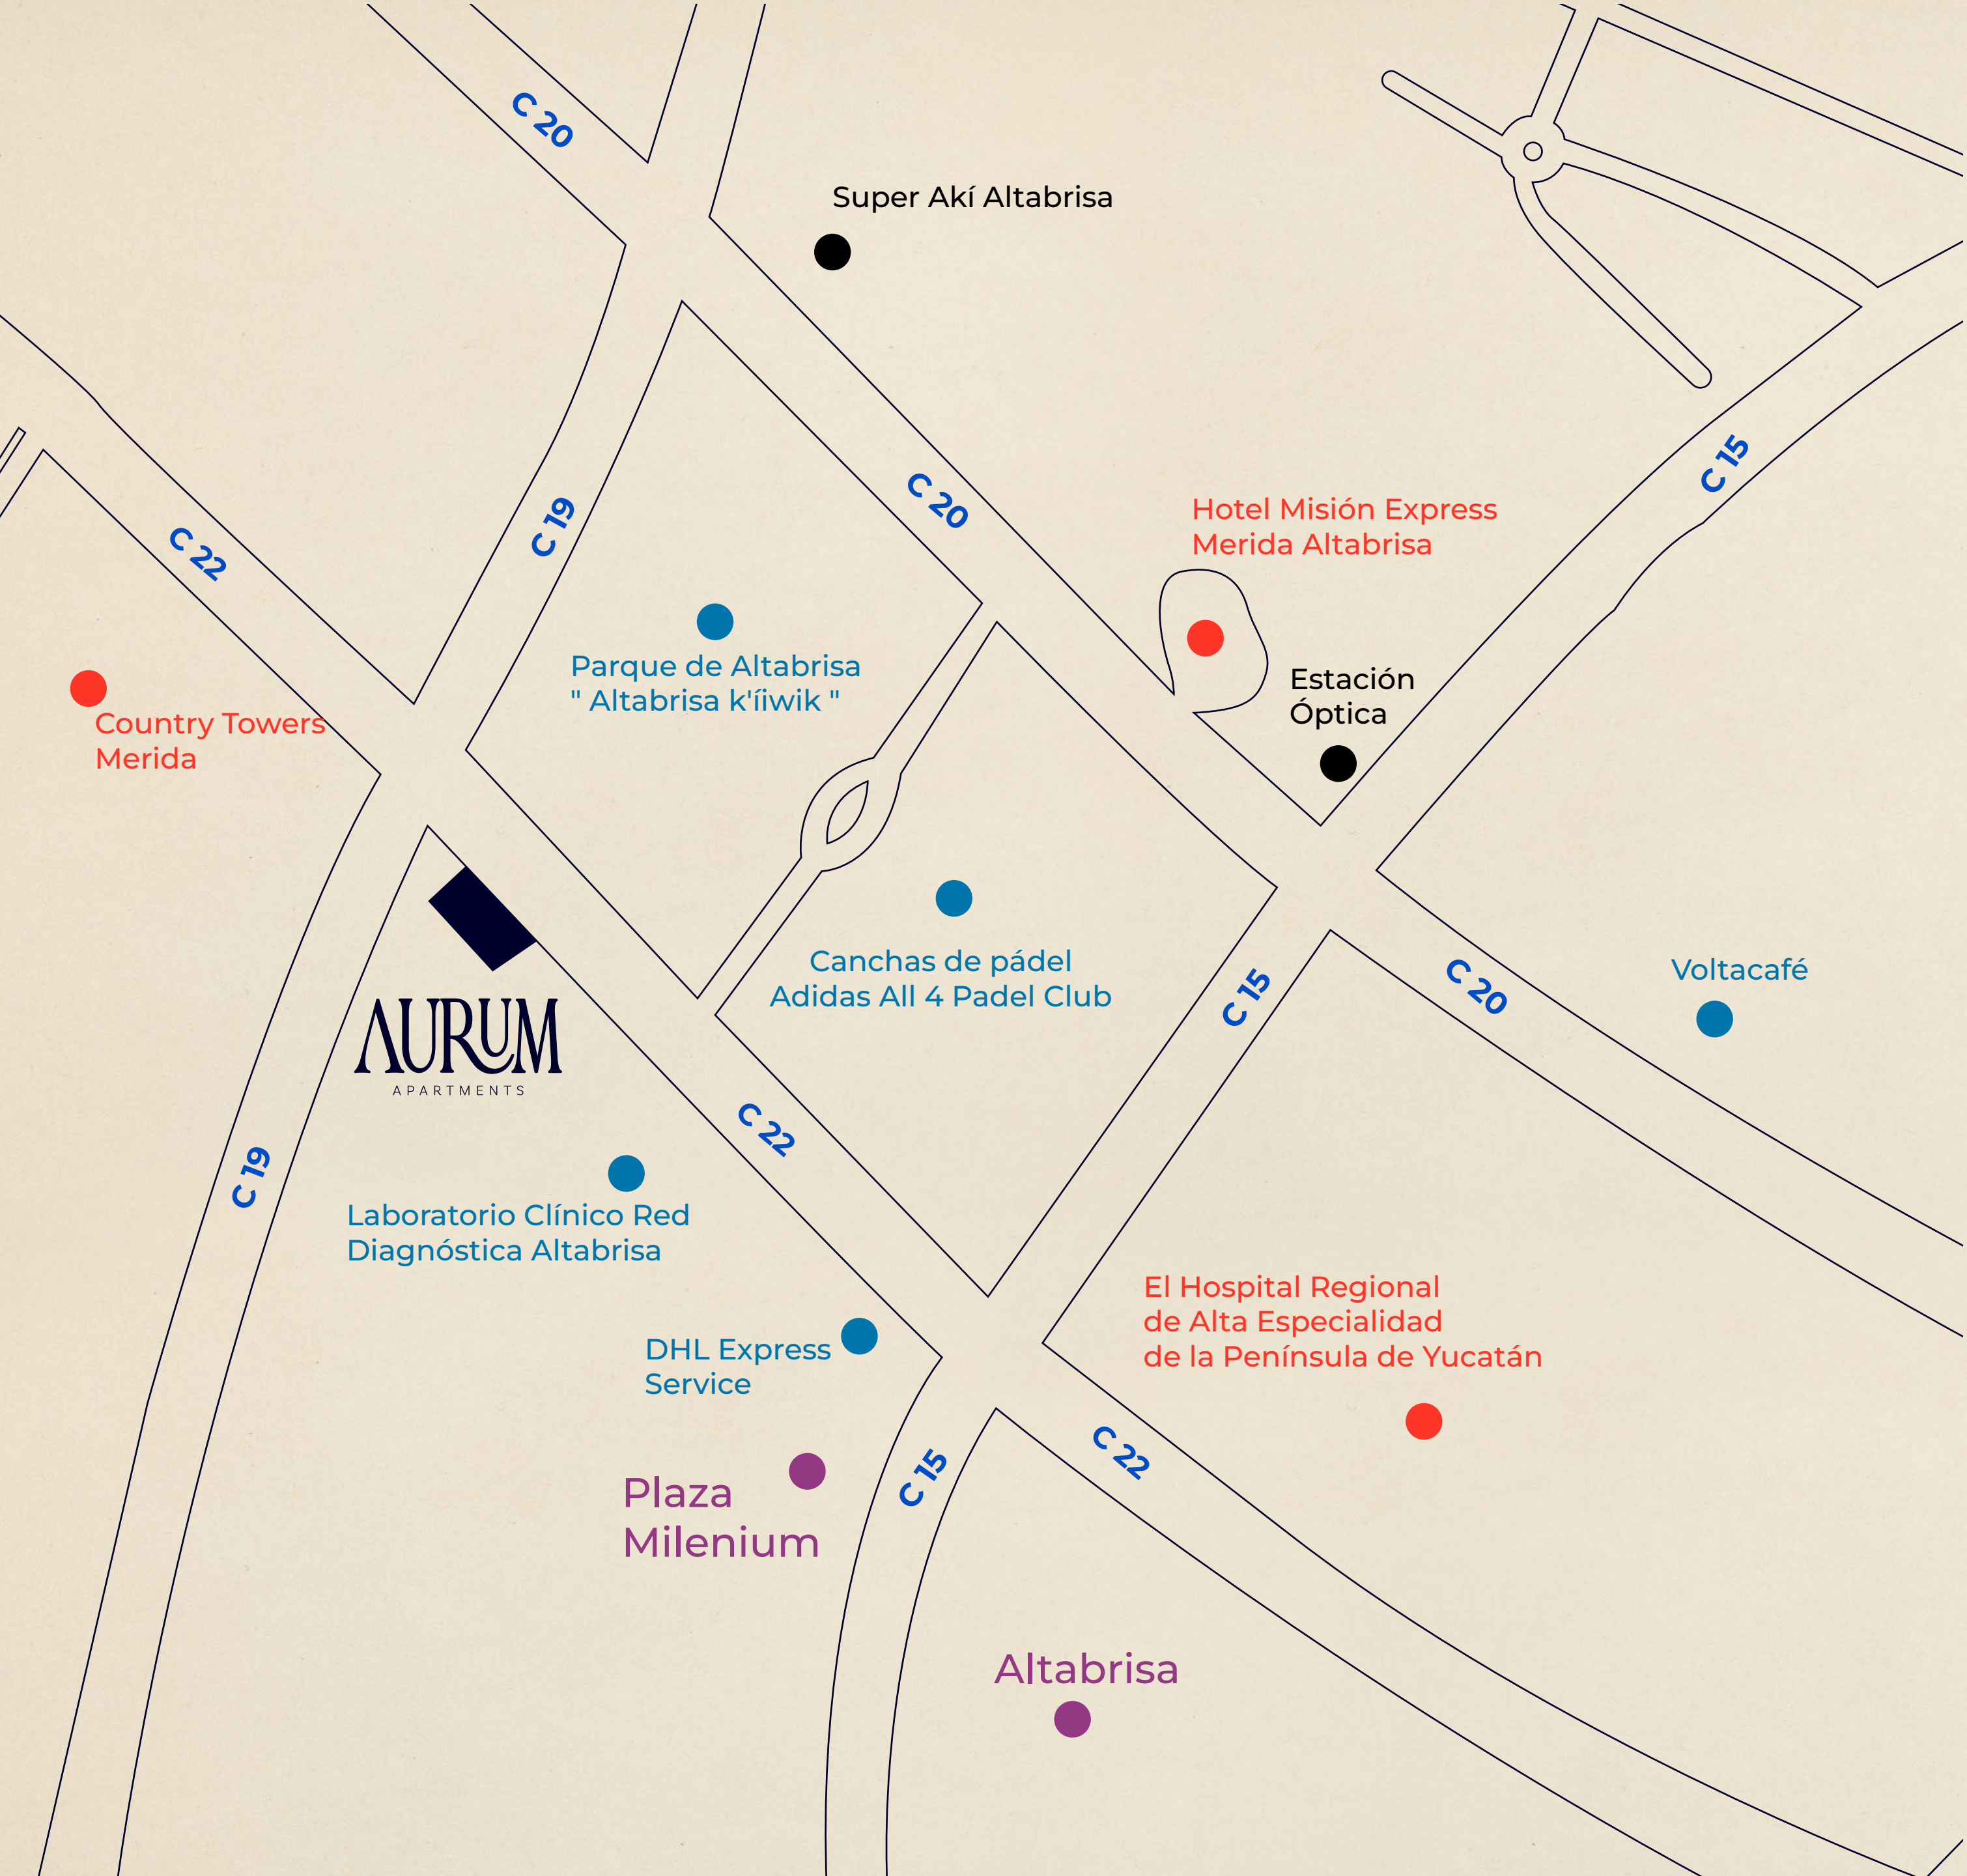 C 20
Super Akí Altabrisa
C 15
C 20
C 19
Hotel Misión Express
Merida Altabrisa
C 22
Parque de Altabrisa
" Altabrisa k'íiwik "
Estación
Óptica
Country Towers
Merida
Canchas de pádel
Adidas All 4 Padel Club
C 15
C 20
Voltacafé
AURUM
APARTMENTS
C 22
C 19
Laboratorio Clínico Red
Diagnóstica Altabrisa
El Hospital Regional
de Alta Especialidad
de la Península de Yucatán
DHL Express
Service
C 22
C 15
Plaza
Milenium
Altabrisa